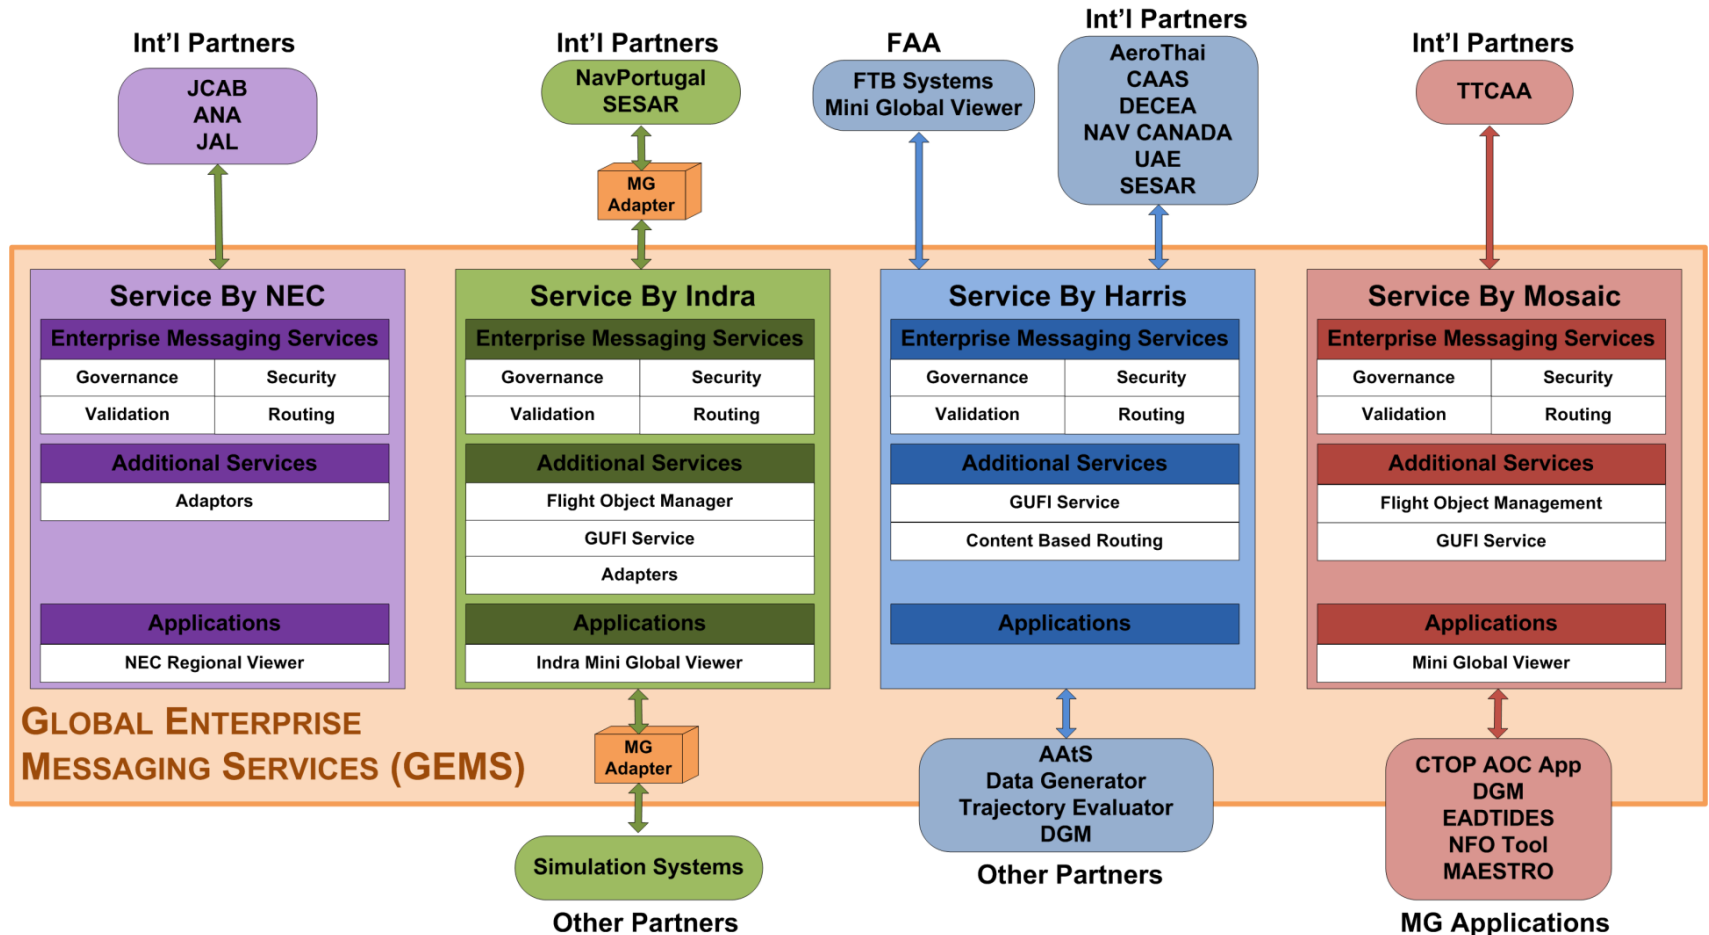 Int'l Partners
JCAB
ANA
JAL
Int'l Partners
NavPortugal
SESAR
MG
Adapter
FAA
FTB Systems
Mini Global Viewer
Int'l Partners
AeroThai
CAAS
DECEA
NAV CANADA
UAE
SESAR
Int'l Partners
TTCAA
Service By NEC
Enterprise Messaging Services
Governance
Security
Validation
Routing
Additional Services
Adaptors
Applications
NEC Regional Viewer
Service By Indra
Enterprise Messaging Services
Governance
Security
Validation
Routing
Additional Services
Flight Object Manager
GUFI Service
Adapters
Applications
Indra Mini Global Viewer
Service By Harris
Enterprise Messaging Services
Governance
Security
Validation
Routing
Additional Services
GUFI Service
Content Based Routing
Applications
Service By Mosaic
Enterprise Messaging Services
Governance
Security
Validation
Routing
Additional Services
Flight Object Management
GUFI Service
Applications
Mini Global Viewer
GLOBAL ENTERPRISE
MESSAGING SERVICES (GEMS)
MG
Adapter
Simulation Systems
Other Partners
AAtS
Data Generator
Trajectory Evaluator
DGM
Other Partners
CTOP AOC App
DGM
EADTIDES
NFO Tool
MAESTRO
MG Applications